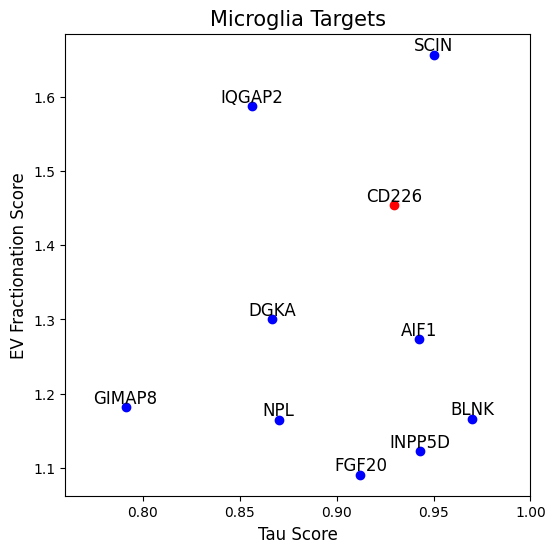 Microglia Targets
SCIN
IQGAP2
CD226
DGKA
AIF1
GIMAP8
NPL
BLNK
INPP5D
FGF20
EV Fractionation Score
1.6
1.5
1.4
1.3
1.2
1.1
0.80
0.85
0.90
0.95
1.00
Tau Score